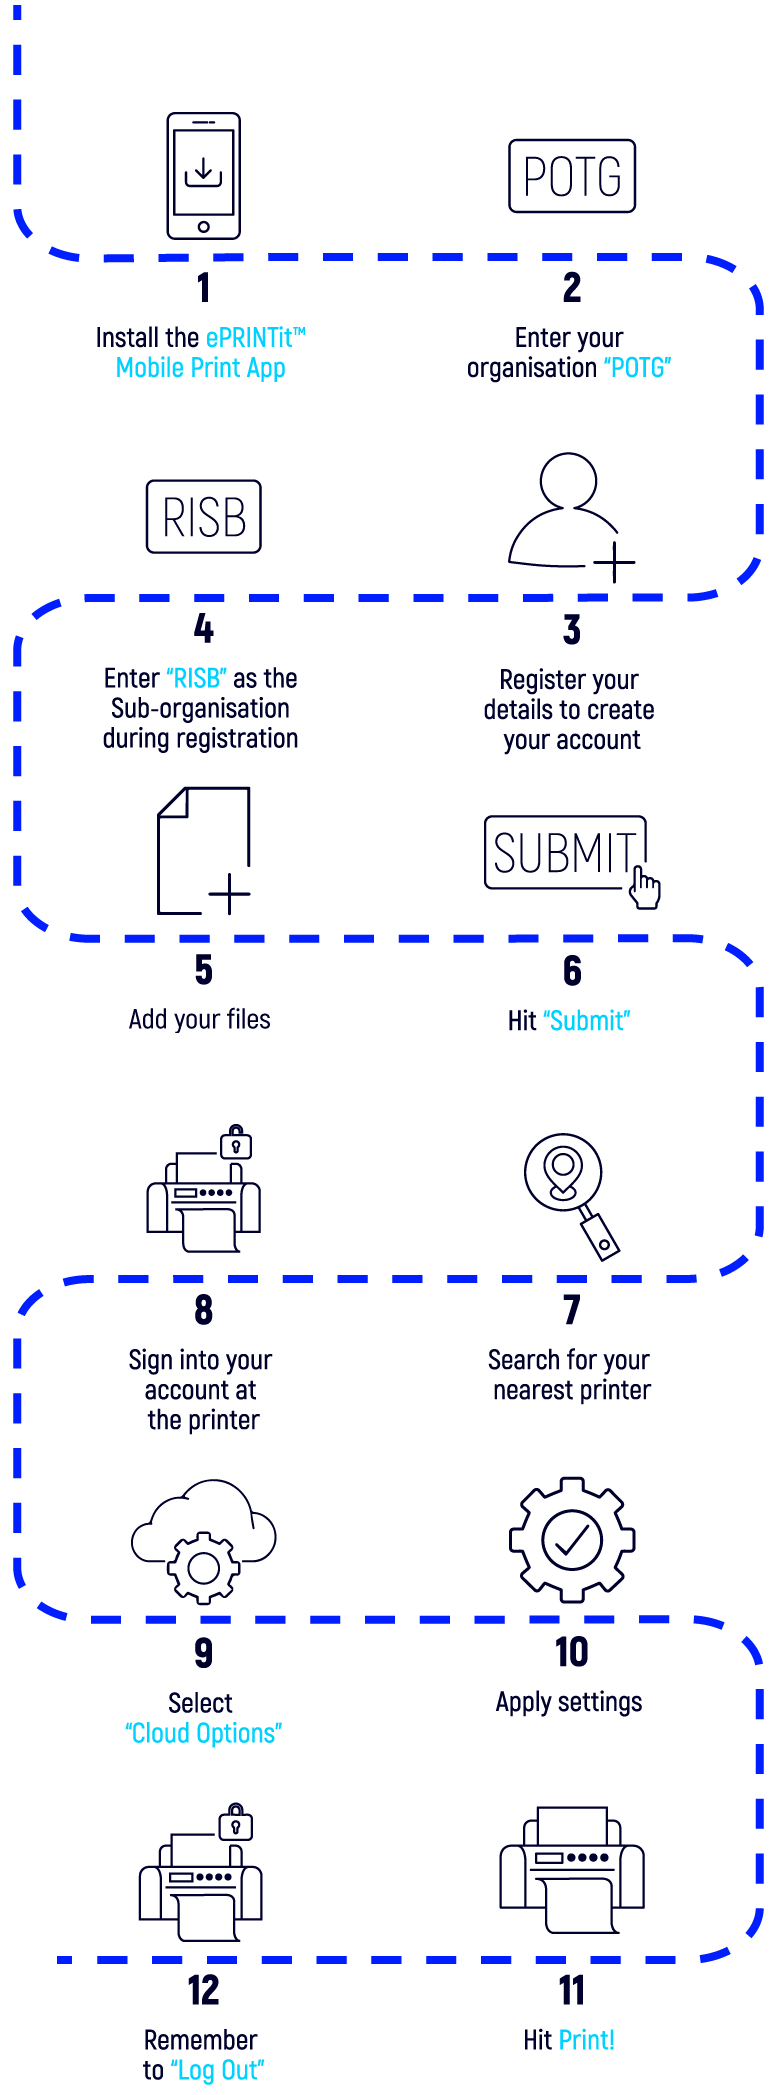 POTG
1
Install the ePRINTit™
Mobile Print App
2
Enter your
organisation “POTG”
3
Register your
details to create
your account
RISB
4
Enter “RISB” as the
Sub-organisation
during registration
5
Add your files
SUBMIT
6
Hit “Submit”
7
Search for your
nearest printer
8
Sign into your
account at
the printer
9
Select
“Cloud Options”
10
Apply settings
11
Hit Print!
12
Remember
to “Log Out”